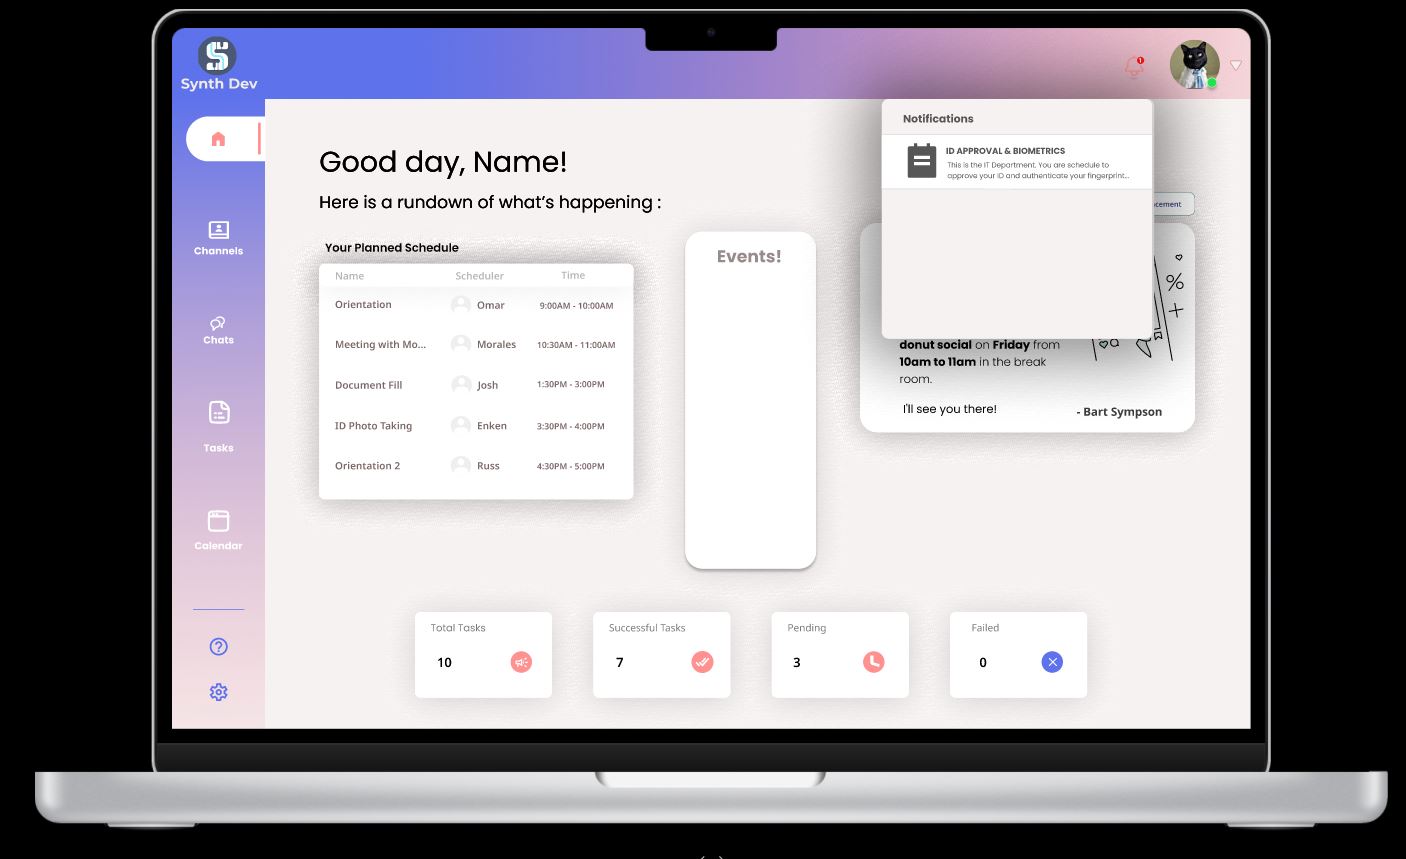 Synth Dev
1
Notifications
ID APPROVAL & BIOMETRICS
This is the IT Department. You are schedule to
approve your ID and authenticate your fingerprint...
Good day, Name!
Here is a rundown of what's happening :
Your Planned Schedule
Name Scheduler Time
Orientation Omar 9:00AM - 10:00AM
Meeting with Mo... Morales 10:30AM - 11:00AM
Document Fill Josh 1:30PM - 3:00PM
ID Photo Taking Enken 3:30PM - 4:00PM
Orientation 2 Russ 4:30PM - 5:00PM
Events!
cement
%
+
donut social on Friday from
10am to 11am in the break
room.
I'll see you there!
- Bart Sympson
Channels
Chats
Tasks
Calendar
Total Tasks
10
Successful Tasks
7
Pending
3
Failed
0